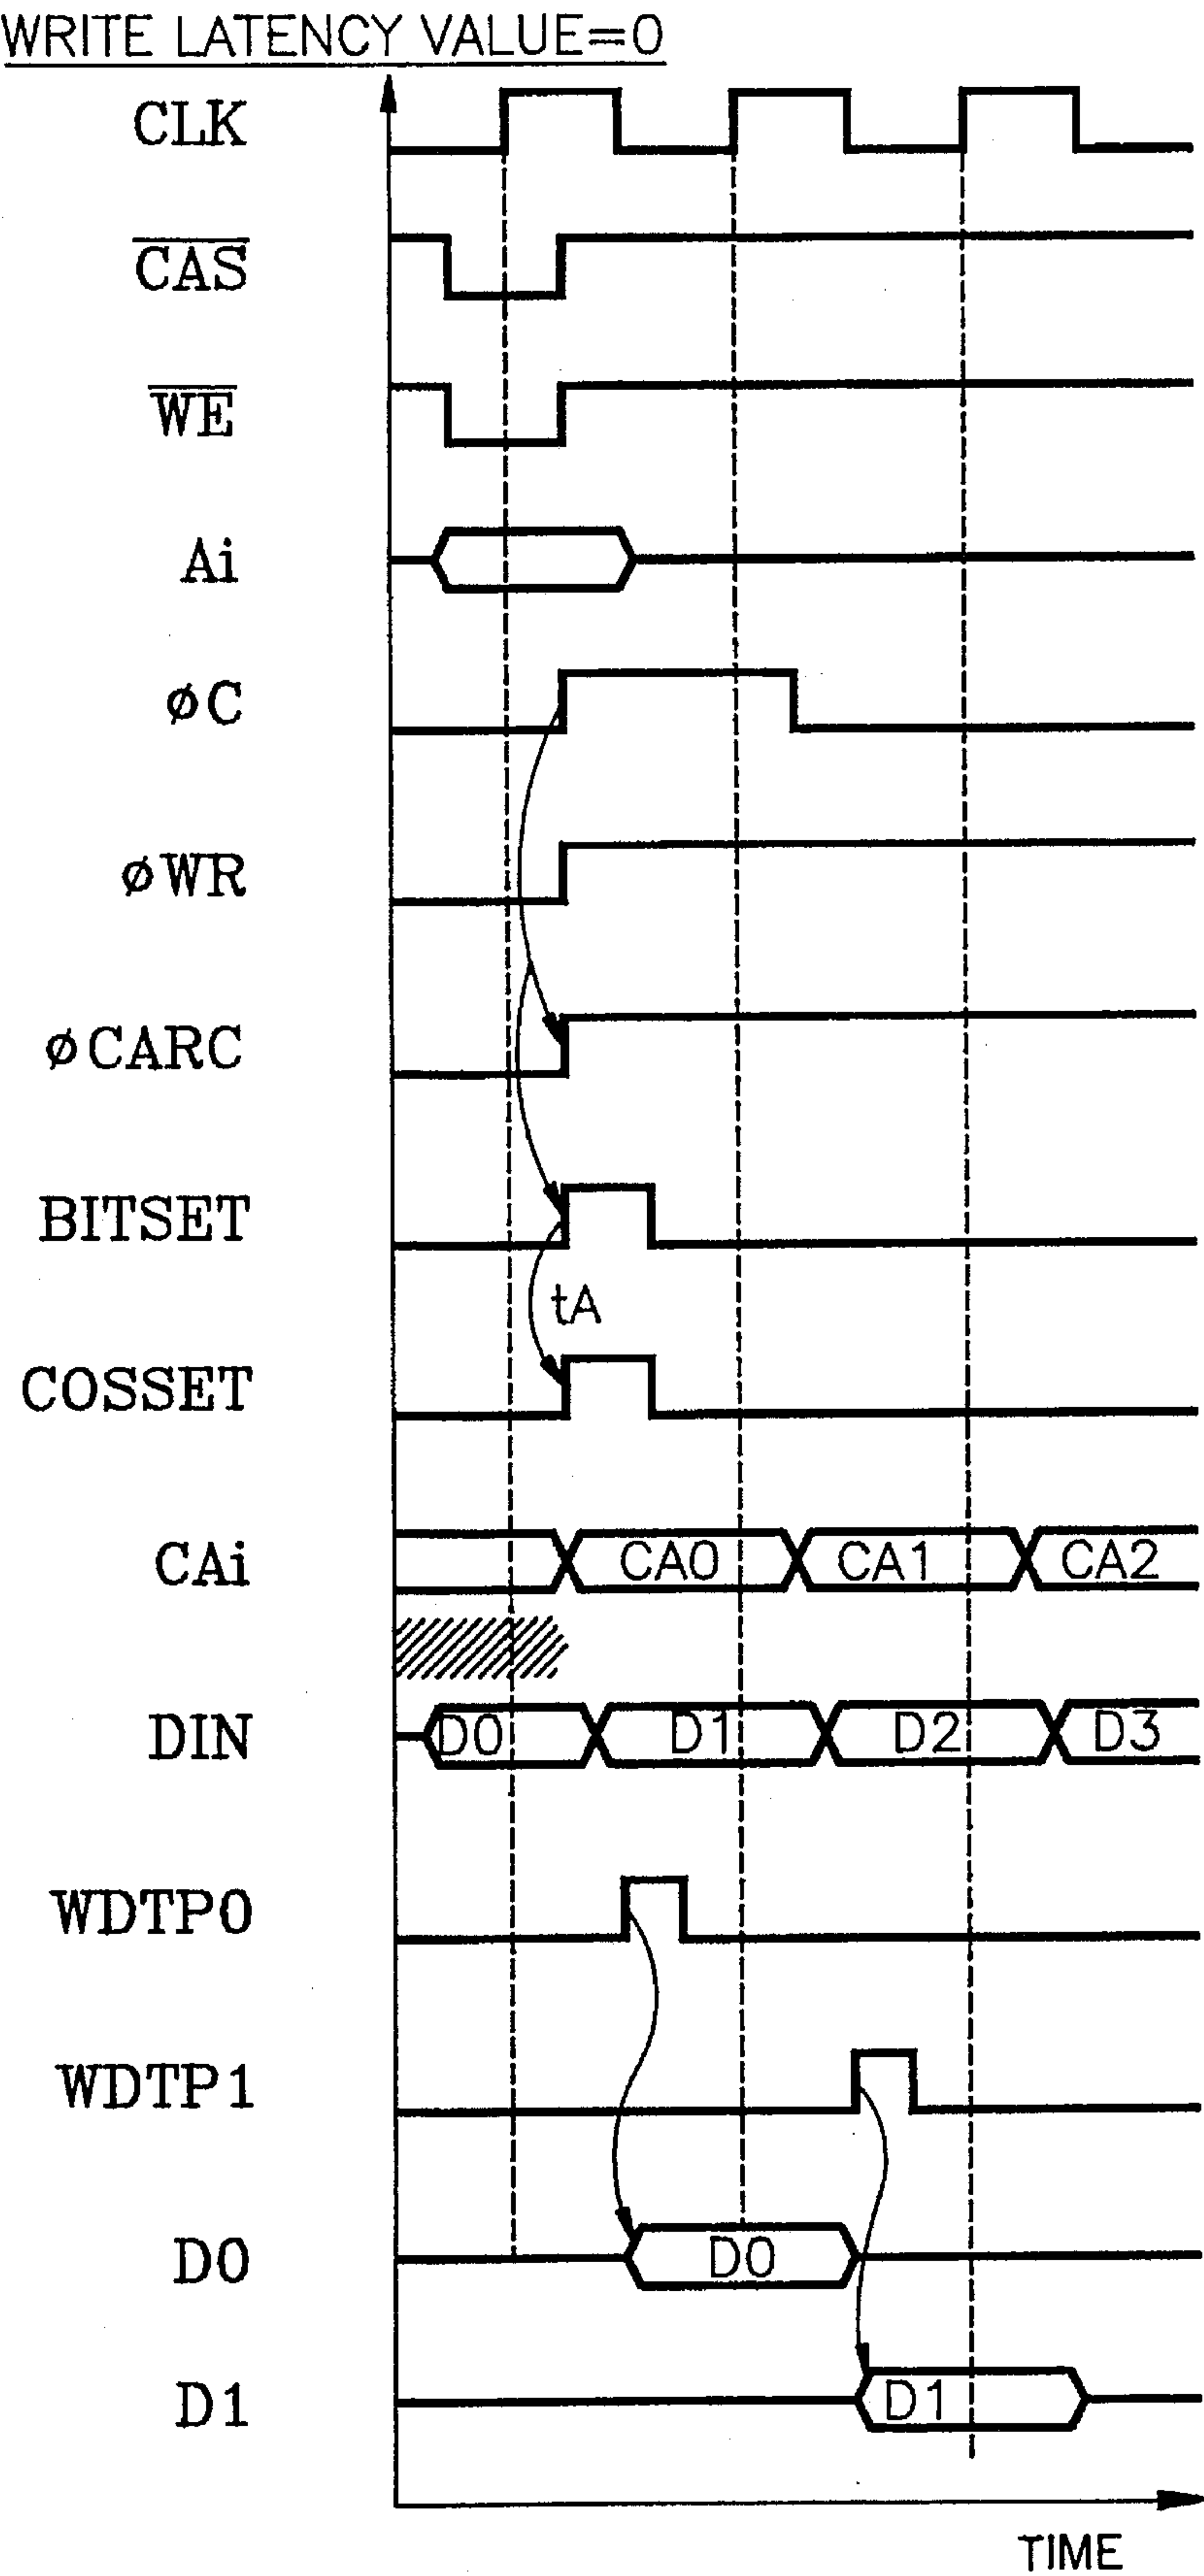 WRITE LATENCY VALUE=0
CLK
CAS
WE
Ai
øC
øWR
øCARC
BITSET
tA
COSSET
CAi CA0 CA1 CA2
DIN D0 D1 D2 D3
WDTP0
WDTP1
D0 D0
D1 D1
TIME